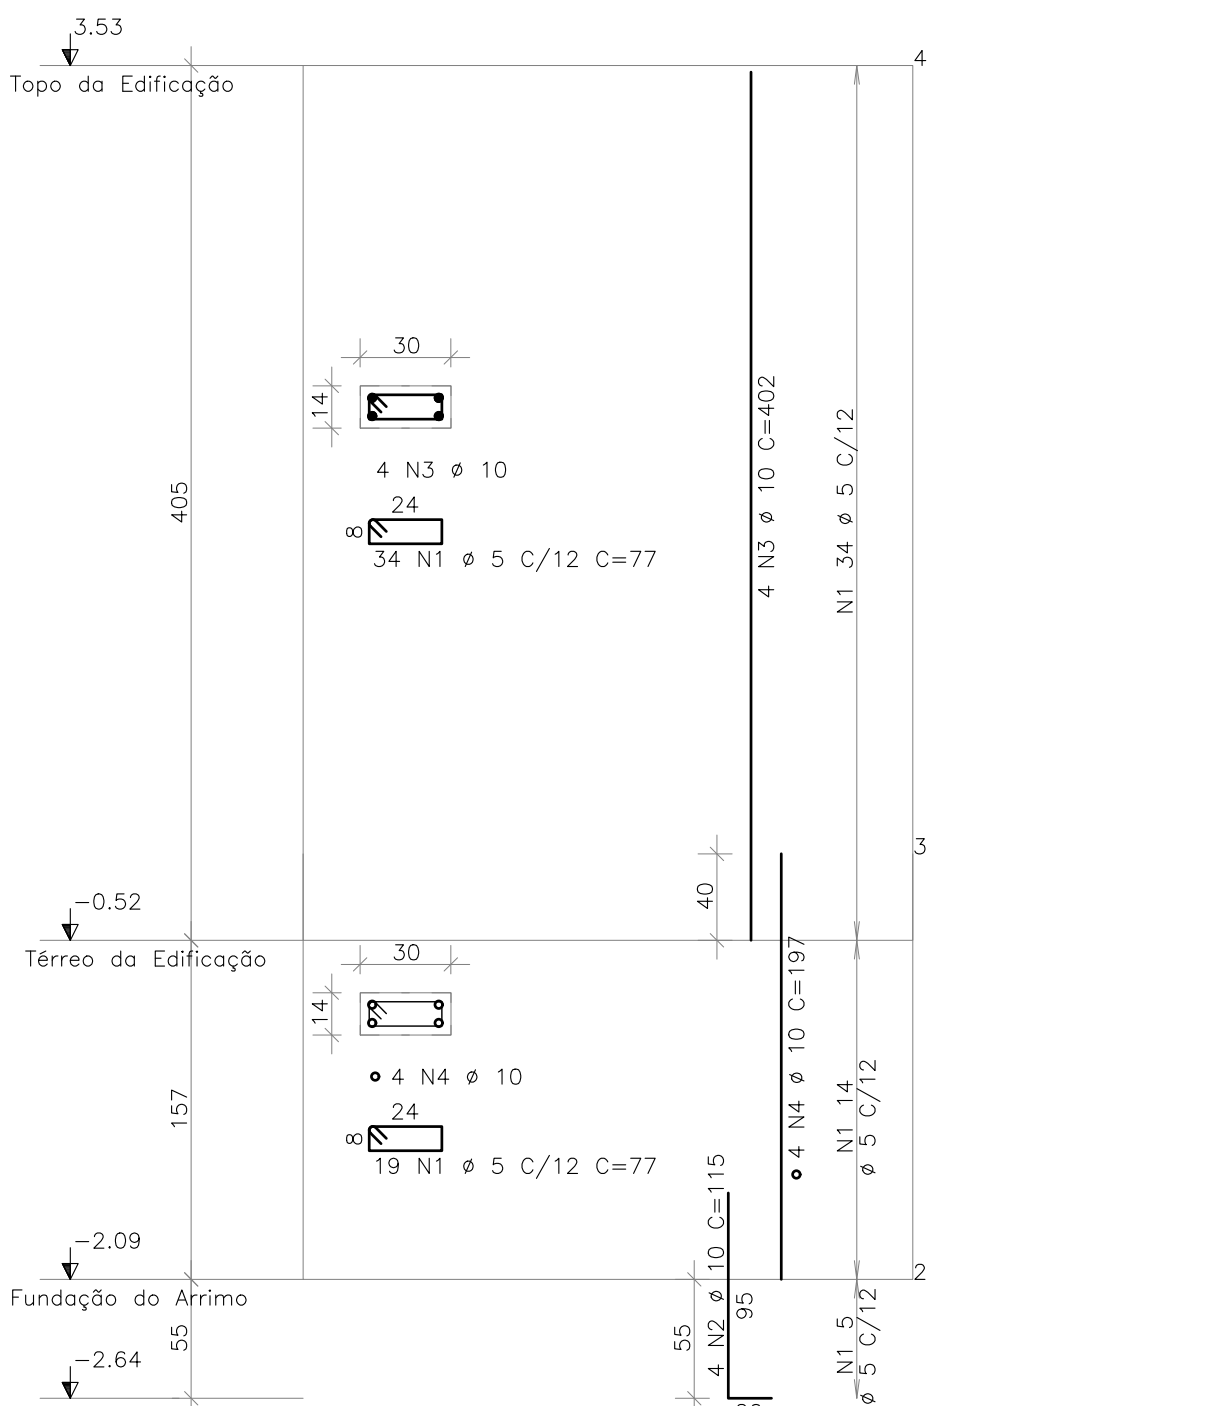 3.53
Topo da Edificação
4
30
14
4 N3 ø 10
24
8
34 N1 ø 5 C/12 C=77
405
4 N3 ø 10 C=402
N1 34 ø 5 C/12
3
40
-0.52
Térreo da Edificação
30
14
4 N4 ø 10
24
8
19 N1 ø 5 C/12 C=77
157
4 N4 ø 10 C=197
N1 14
ø 5 C/12
-2.09
Fundação do Arrimo
2
55
-2.64
55
4 N2 ø 10 C=115
95
N1 5
ø 5 C/12